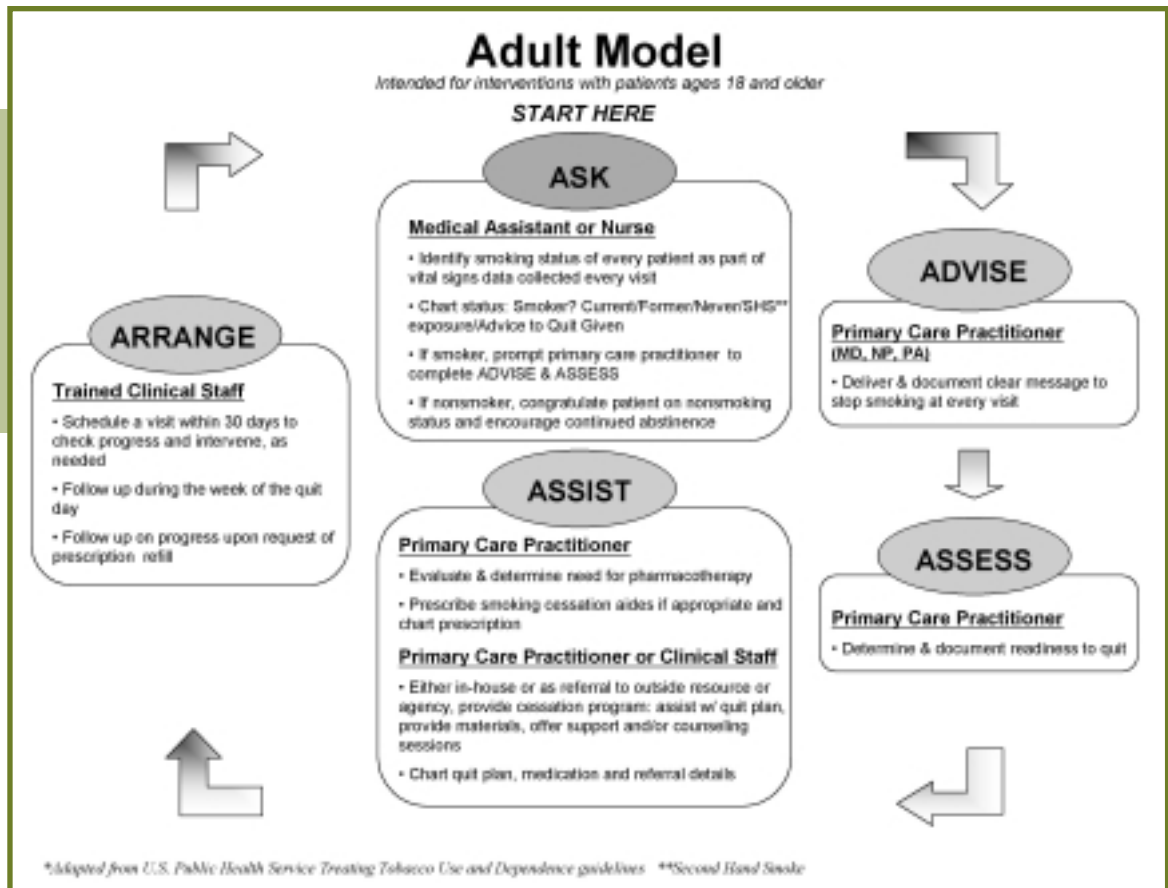 Adult Model
Intended for interventions with patients ages 18 and older
START HERE
ASK
Medical Assistant or Nurse
• Identify smoking status of every patient as part of
vital signs data collected every visit
• Chart status: Smoker? Current/Former/Never/SHS**
exposure/Advice to Quit Given
• If smoker, prompt primary care practitioner to
complete ADVISE & ASSESS
• If nonsmoker, congratulate patient on nonsmoking
status and encourage continued abstinence
ADVISE
Primary Care Practitioner
(MD, NP, PA)
• Deliver & document clear message to
stop smoking at every visit
ASSESS
Primary Care Practitioner
• Determine & document readiness to quit
ASSIST
Primary Care Practitioner
• Evaluate & determine need for pharmacotherapy
• Prescribe smoking cessation aides if appropriate and
chart prescription
Primary Care Practitioner or Clinical Staff
• Either in-house or as referral to outside resource or
agency, provide cessation program: assist w/ quit plan,
provide materials, offer support and/or counseling
sessions
• Chart quit plan, medication and referral details
ARRANGE
Trained Clinical Staff
• Schedule a visit within 30 days to
check progress and intervene, as
needed
• Follow up during the week of the quit
day
• Follow up on progress upon request of
prescription refill
*Adapted from U.S. Public Health Service Treating Tobacco Use and Dependence guidelines **Second Hand Smoke